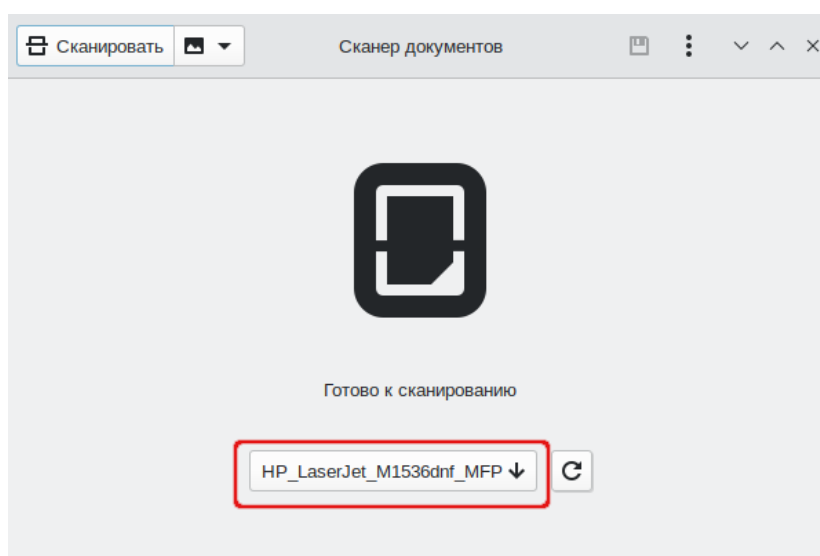 Сканировать
Сканер документов
Готово к сканированию
HP_LaserJet_M1536dnf_MFP